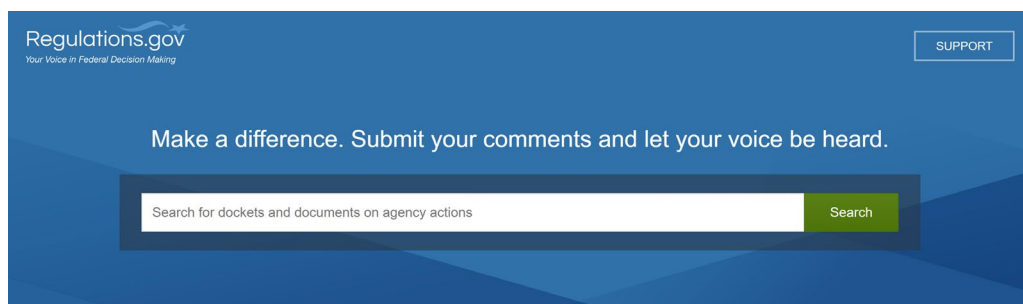 Regulations.gov
Your Voice in Federal Decision Making
SUPPORT
Make a difference. Submit your comments and let your voice be heard.
Search for dockets and documents on agency actions
Search